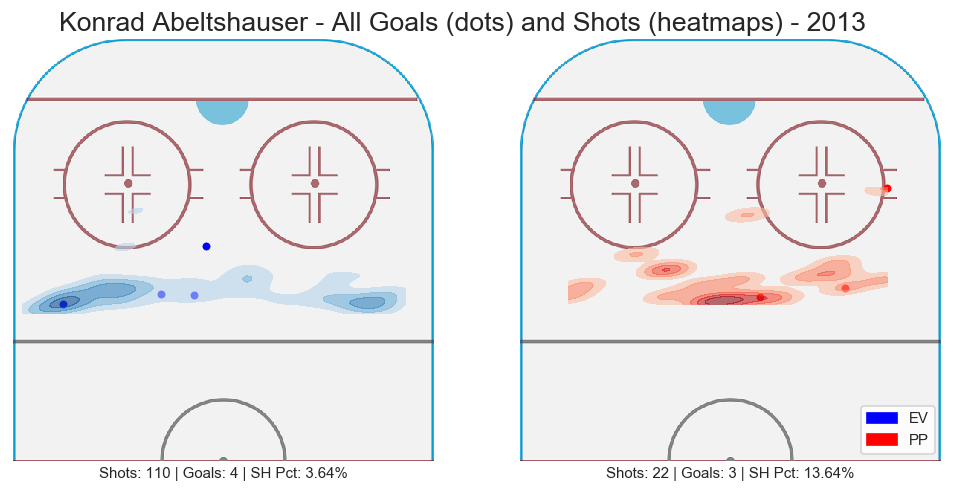 Konrad Abeltshauser - All Goals (dots) and Shots (heatmaps) - 2013
EV
PP
Shots: 110 | Goals: 4 | SH Pct: 3.64%
Shots: 22 | Goals: 3 | SH Pct: 13.64%